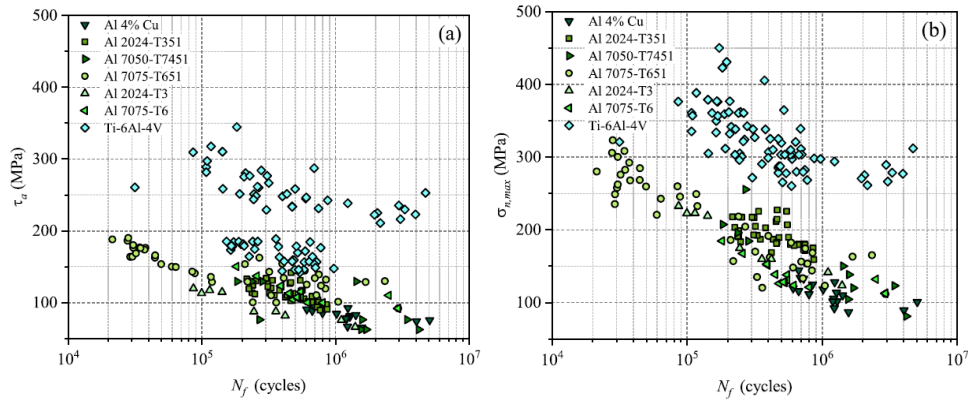 500
400
300
200
100
τa (MPa)
(a)
Al 4% Cu
Al 2024-T351
Al 7050-T7451
Al 7075-T651
Al 2024-T3
Al 7075-T6
Ti-6Al-4V
10^4 10^5 10^6 10^7
Nf (cycles)
500
400
300
200
100
σn,max (MPa)
(b)
Al 4% Cu
Al 2024-T351
Al 7050-T7451
Al 7075-T651
Al 2024-T3
Al 7075-T6
Ti-6Al-4V
10^4 10^5 10^6 10^7
Nf (cycles)